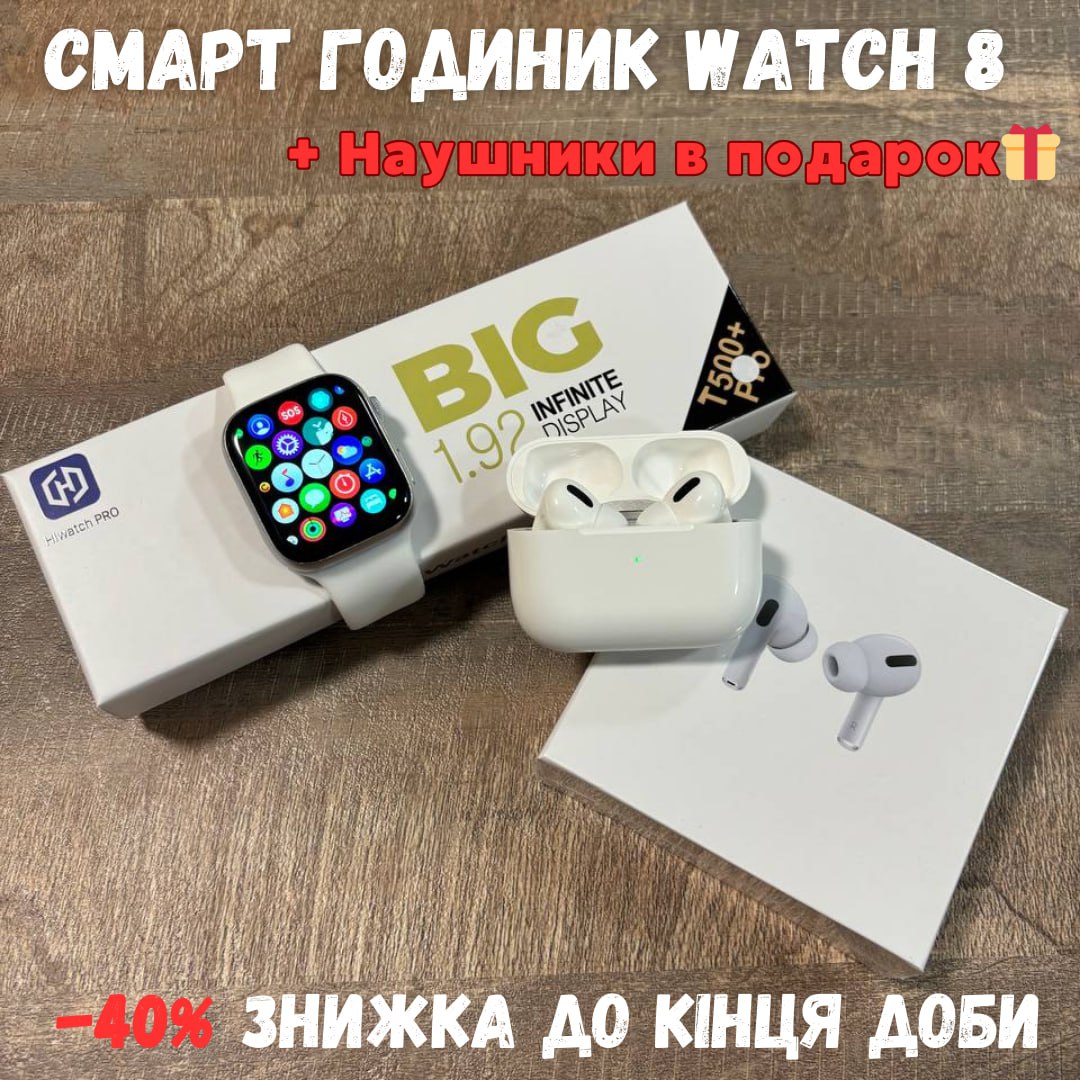 СМАРТ ГОДИНИК WATCH 8
+ Наушники в подарок
BIG
1.92 INFINITE
DISPLAY
T500+
Pro
SOS
HIwatch PRO
-40% ЗНИЖКА ДО КІНЦЯ ДОБИ